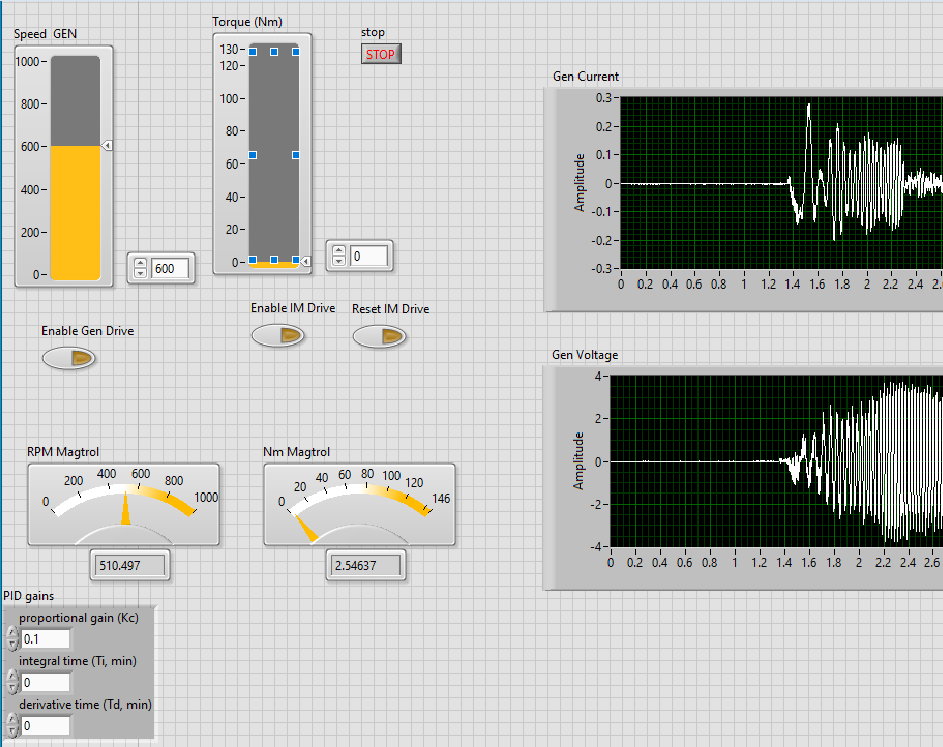 Speed GEN
1000
800
600
400
200
0
600
Torque (Nm)
130
120
100
80
60
40
20
0
0
stop
STOP
Enable Gen Drive
Enable IM Drive
Reset IM Drive
RPM Magtrol
0
200
400
600
800
1000
510.497
Nm Magtrol
0
20
40
60
80
100
120
146
2.54637
PID gains
proportional gain (Kc)
0.1
integral time (Ti, min)
0
derivative time (Td, min)
0
Gen Current
Amplitude
0.3
0.2
0.1
0
-0.1
-0.2
-0.3
0 0.2 0.4 0.6 0.8 1 1.2 1.4 1.6 1.8 2 2.2 2.4
Gen Voltage
Amplitude
4
2
0
-2
-4
0 0.2 0.4 0.6 0.8 1 1.2 1.4 1.6 1.8 2 2.2 2.4 2.6